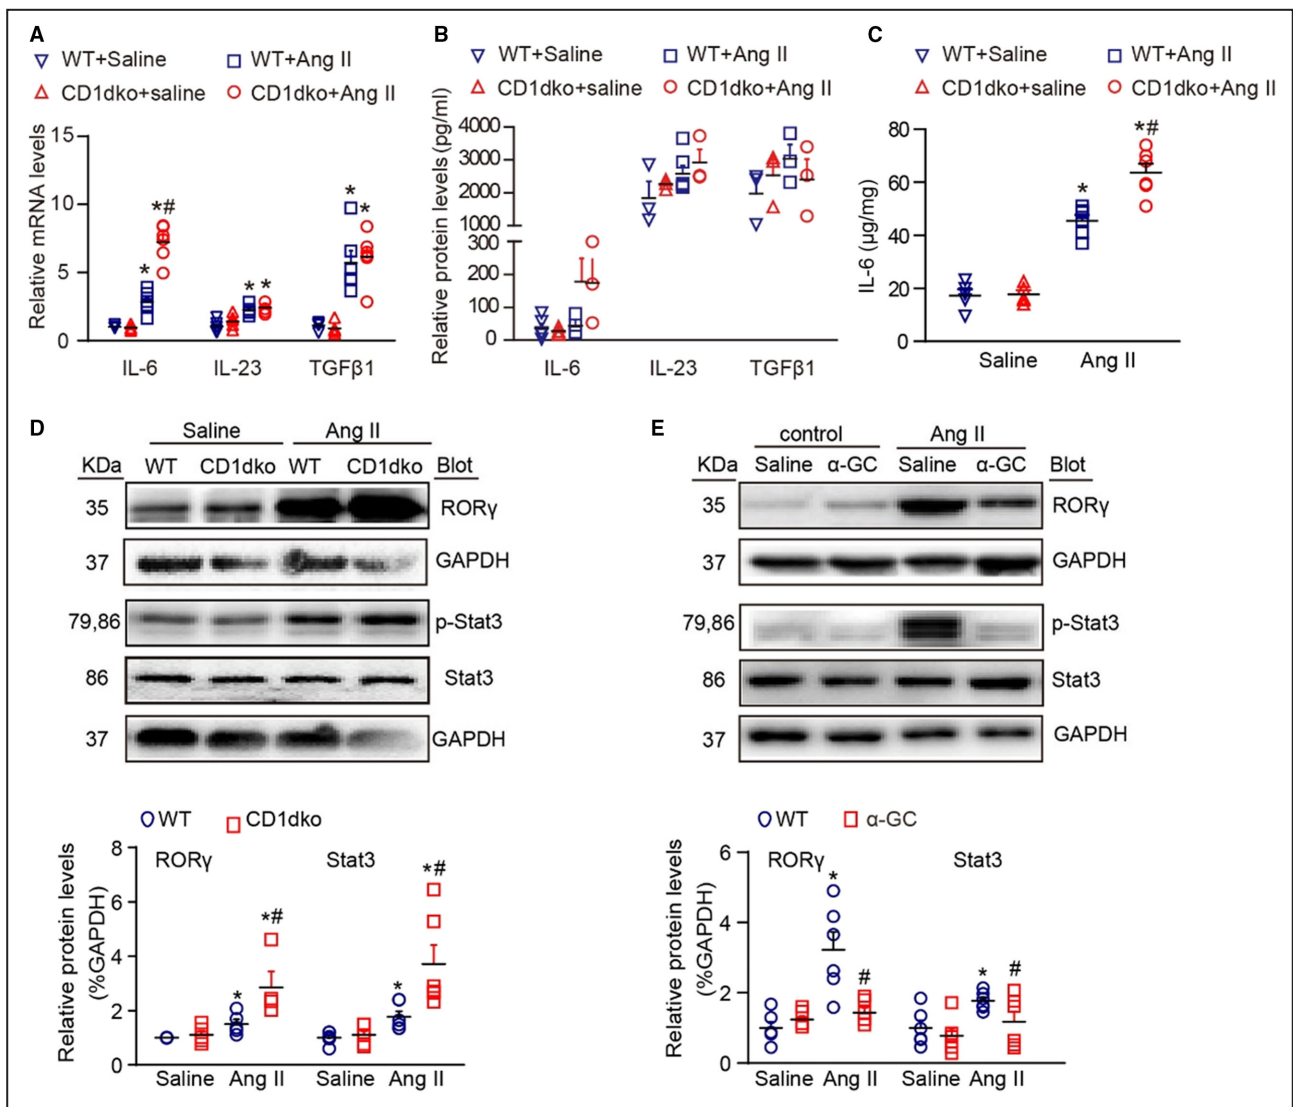 A
WT+Saline
WT+Ang II
CD1dko+saline
CD1dko+Ang II
Relative mRNA levels
15
10
5
0
*
*#
*
*
*
*
IL-6
IL-23
TGFβ1
B
WT+Saline
WT+Ang II
CD1dko+saline
CD1dko+Ang II
Relative protein levels (pg/ml)
4000
3000
2000
1000
300
200
100
0
IL-6
IL-23
TGFβ1
C
WT+Saline
WT+Ang II
CD1dko+saline
CD1dko+Ang II
IL-6 (μg/mg)
80
60
40
20
0
*
*#
Saline
Ang II
D
Saline
Ang II
KDa
WT
CD1dko
WT
CD1dko
Blot
35
RORγ
37
GAPDH
79,86
p-Stat3
86
Stat3
37
GAPDH
WT
CD1dko
Relative protein levels
(%GAPDH)
8
6
4
2
0
RORγ
Stat3
*
*#
*
*#
Saline
Ang II
Saline
Ang II
E
control
Ang II
KDa
Saline
α-GC
Saline
α-GC
Blot
35
RORγ
37
GAPDH
79,86
p-Stat3
86
Stat3
37
GAPDH
WT
α-GC
Relative protein levels
(%GAPDH)
6
4
2
0
RORγ
Stat3
*
#
*
#
Saline
Ang II
Saline
Ang II